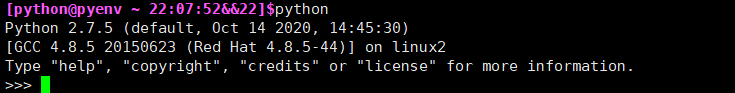 [python@pyenv ~ 22:07:52&&22]$python
Python 2.7.5 (default, Oct 14 2020, 14:45:30)
[GCC 4.8.5 20150623 (Red Hat 4.8.5-44)] on linux2
Type "help", "copyright", "credits" or "license" for more information.
>>>